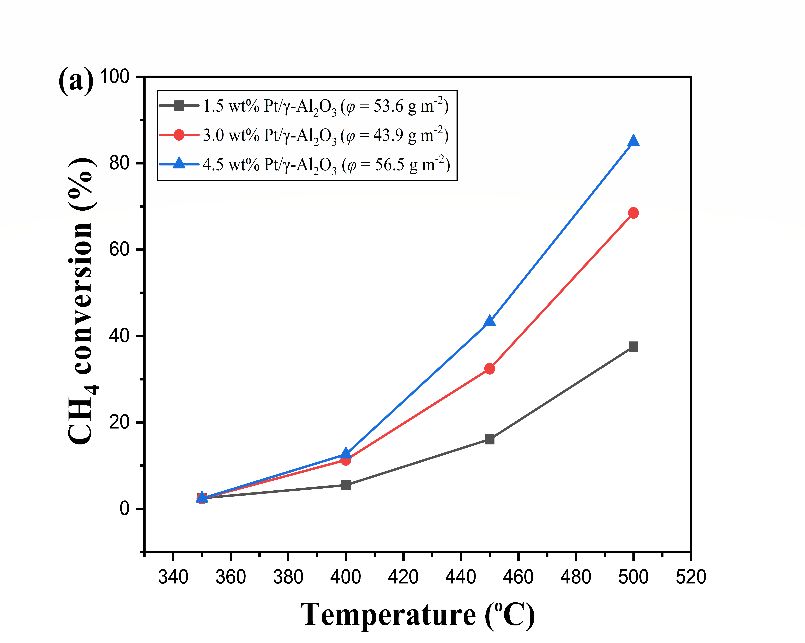 (a)
100
80
60
40
20
0
1.5 wt% Pt/γ-Al₂O₃ (φ = 53.6 g m⁻²)
3.0 wt% Pt/γ-Al₂O₃ (φ = 43.9 g m⁻²)
4.5 wt% Pt/γ-Al₂O₃ (φ = 56.5 g m⁻²)
CH₄ conversion (%)
340 360 380 400 420 440 460 480 500 520
Temperature (⁰C)